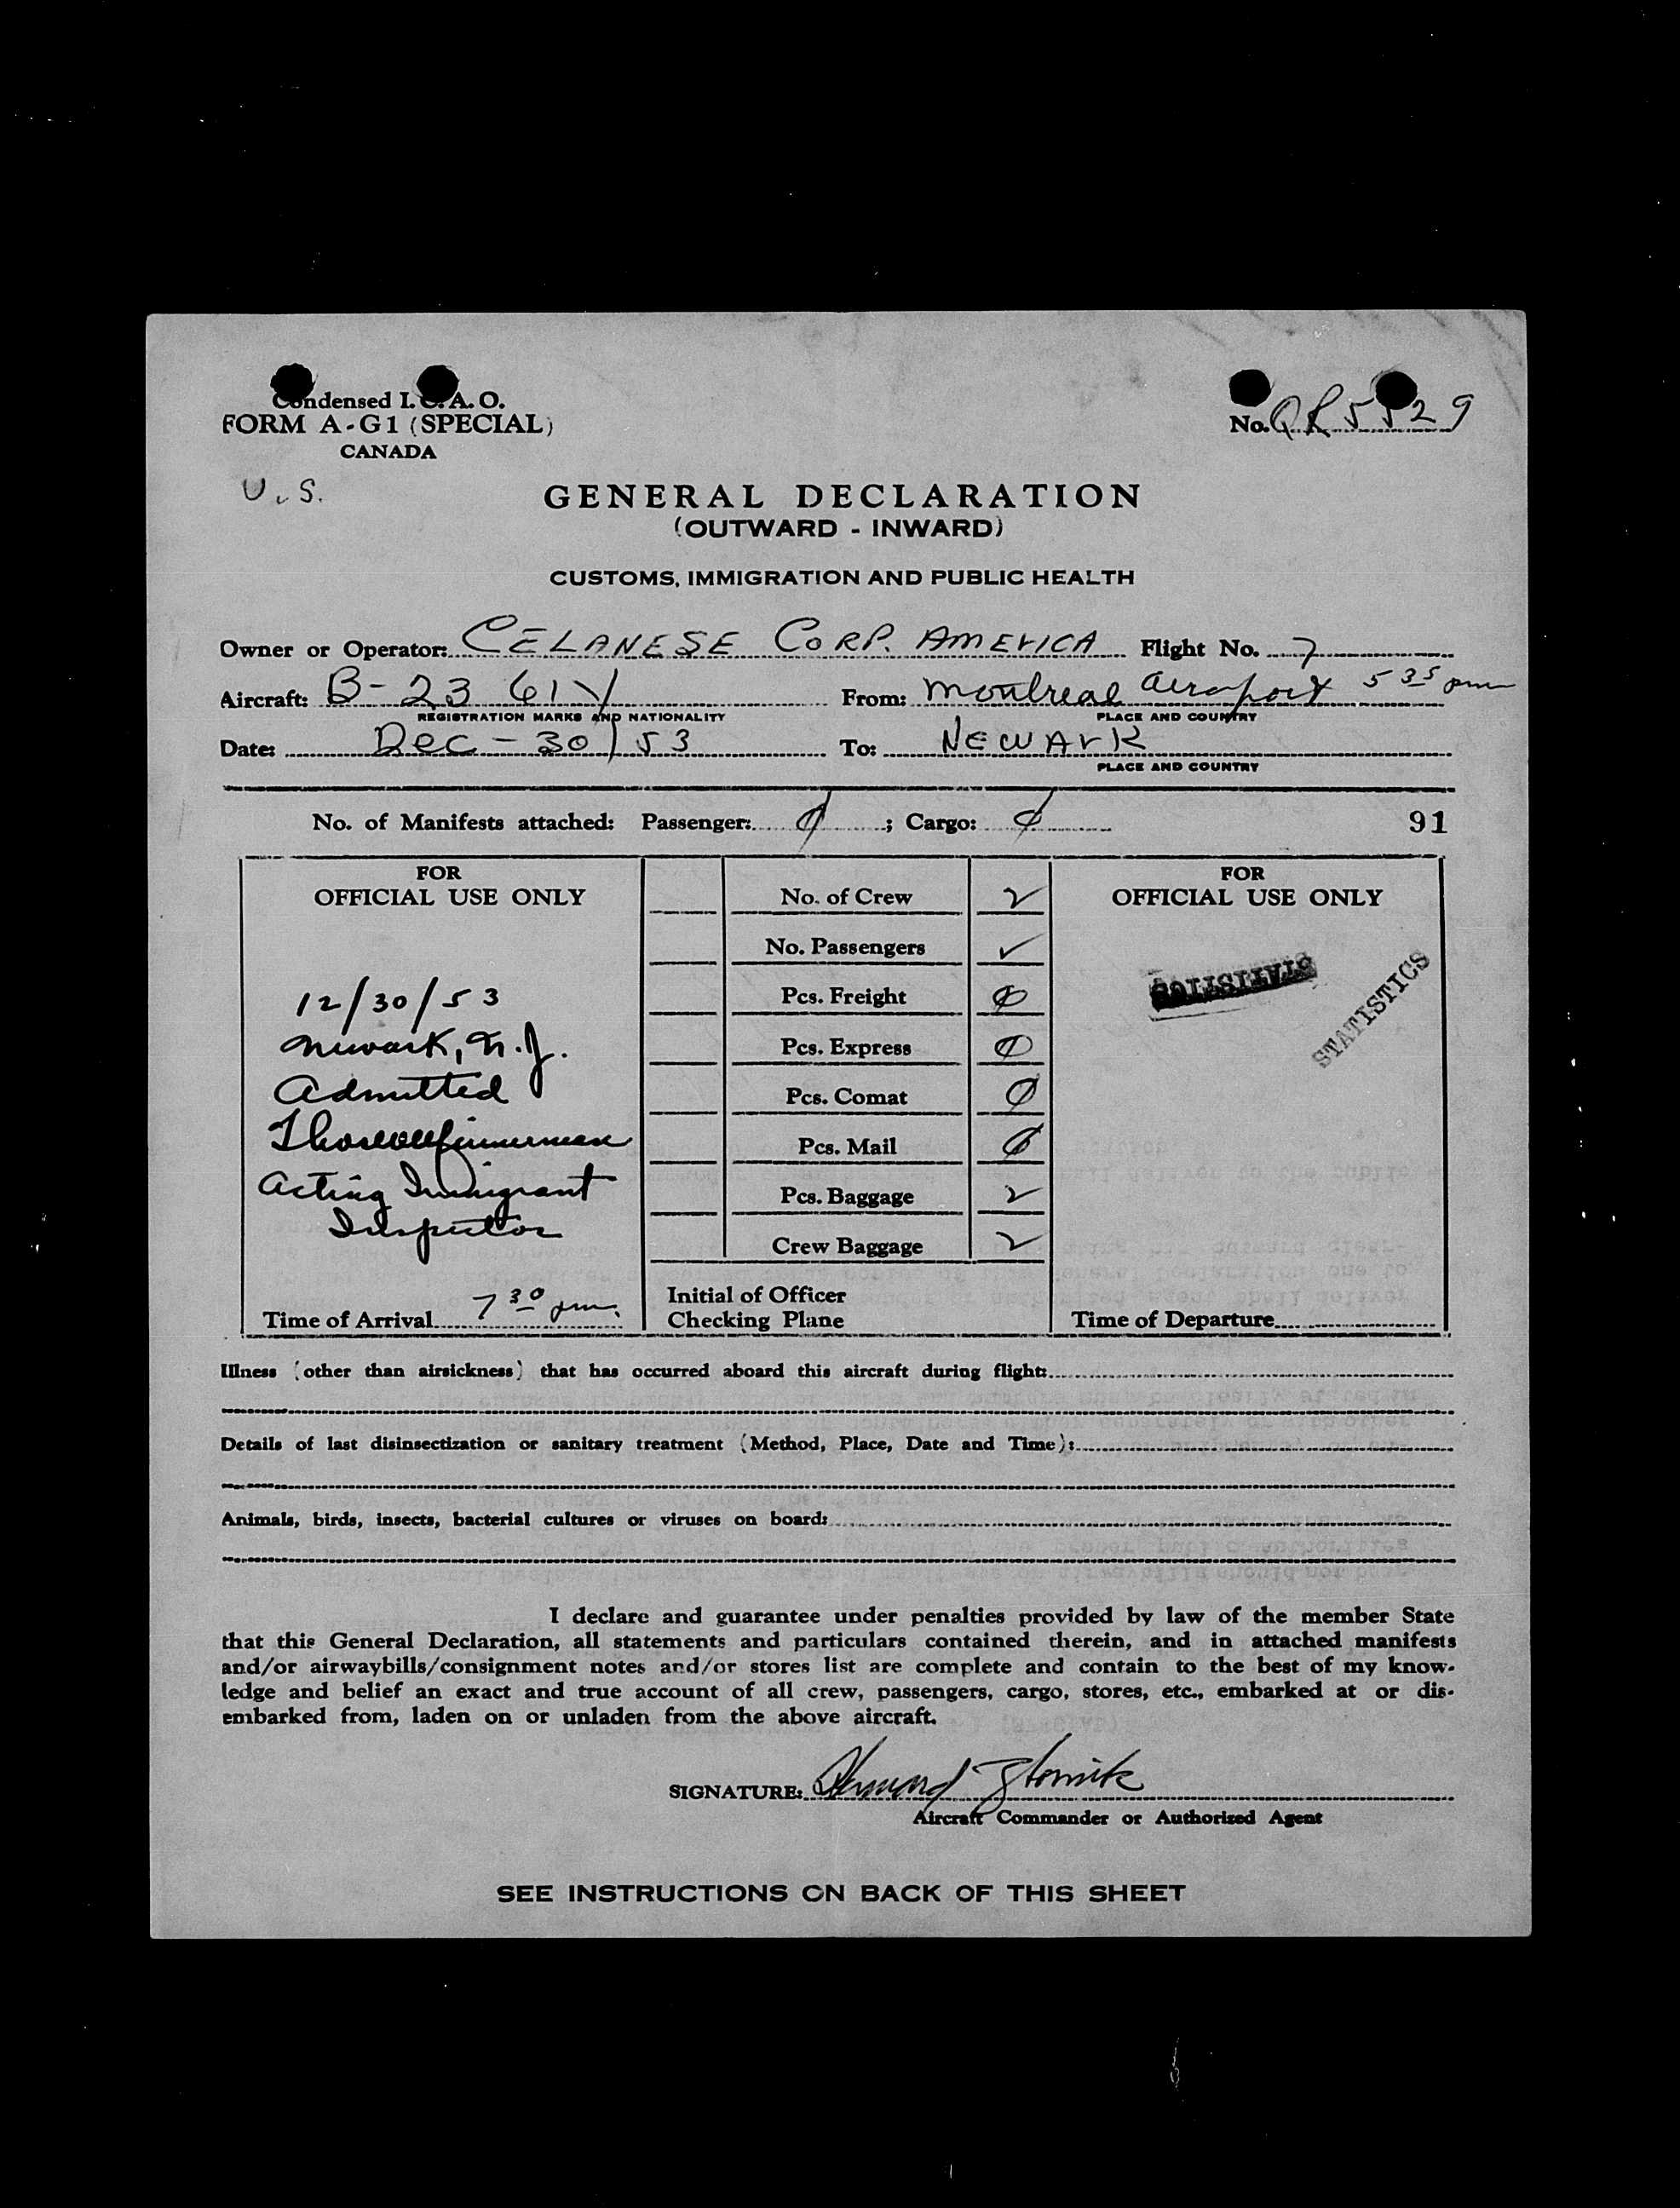 Condensed I.C.A.O.
FORM A-G1 (SPECIAL)
CANADA
No. QR5529
U.S.
GENERAL DECLARATION
(OUTWARD - INWARD)
CUSTOMS, IMMIGRATION AND PUBLIC HEALTH
Owner or Operator: CELANESE CORP. AMERICA Flight No. 7
Aircraft: B-23 61V From: Montreal Airport 5 35 pm
REGISTRATION MARKS AND NATIONALITY PLACE AND COUNTRY
Date: Dec - 30/53 To: NEWARK
PLACE AND COUNTRY
No. of Manifests attached: Passenger: 0 ; Cargo: 0 91
FOR
OFFICIAL USE ONLY
12/30/53
Newark, N.J.
Admitted
Acting Immigrant
Inspector
Time of Arrival 7 30 pm.
No. of Crew 2
No. Passengers ✓
Pcs. Freight 0
Pcs. Express 0
Pcs. Comat 0
Pcs. Mail 0
Pcs. Baggage 2
Crew Baggage 2
Initial of Officer
Checking Plane
FOR
OFFICIAL USE ONLY
STATISTICS
STATISTICS
Time of Departure
Illness (other than airsickness) that has occurred aboard this aircraft during flight:
Details of last disinsectization or sanitary treatment (Method, Place, Date and Time):
Animals, birds, insects, bacterial cultures or viruses on board:
I declare and guarantee under penalties provided by law of the member State
that this General Declaration, all statements and particulars contained therein, and in attached manifests
and/or airwaybills/consignment notes and/or stores list are complete and contain to the best of my know-
ledge and belief an exact and true account of all crew, passengers, cargo, stores, etc., embarked at or dis-
embarked from, laden on or unladen from the above aircraft.
SIGNATURE:
Aircraft Commander or Authorized Agent
SEE INSTRUCTIONS ON BACK OF THIS SHEET